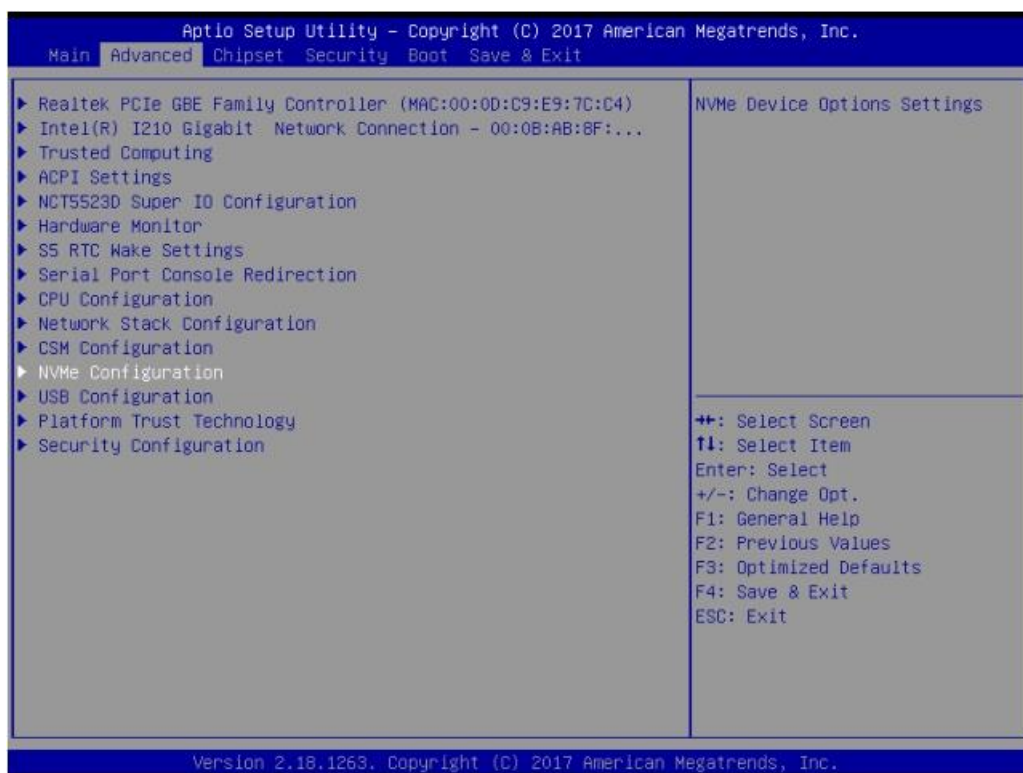 Aptio Setup Utility – Copyright (C) 2017 American Megatrends, Inc.
Main Advanced Chipset Security Boot Save & Exit
▶ Realtek PCIe GBE Family Controller (MAC:00:0D:C9:E9:7C:C4)
▶ Intel(R) I210 Gigabit Network Connection – 00:0B:AB:8F:...
▶ Trusted Computing
▶ ACPI Settings
▶ NCT5523D Super IO Configuration
▶ Hardware Monitor
▶ S5 RTC Wake Settings
▶ Serial Port Console Redirection
▶ CPU Configuration
▶ Network Stack Configuration
▶ CSM Configuration
▶ NVMe Configuration
▶ USB Configuration
▶ Platform Trust Technology
▶ Security Configuration
NVMe Device Options Settings
→←: Select Screen
↑↓: Select Item
Enter: Select
+/-: Change Opt.
F1: General Help
F2: Previous Values
F3: Optimized Defaults
F4: Save & Exit
ESC: Exit
Version 2.18.1263. Copyright (C) 2017 American Megatrends, Inc.